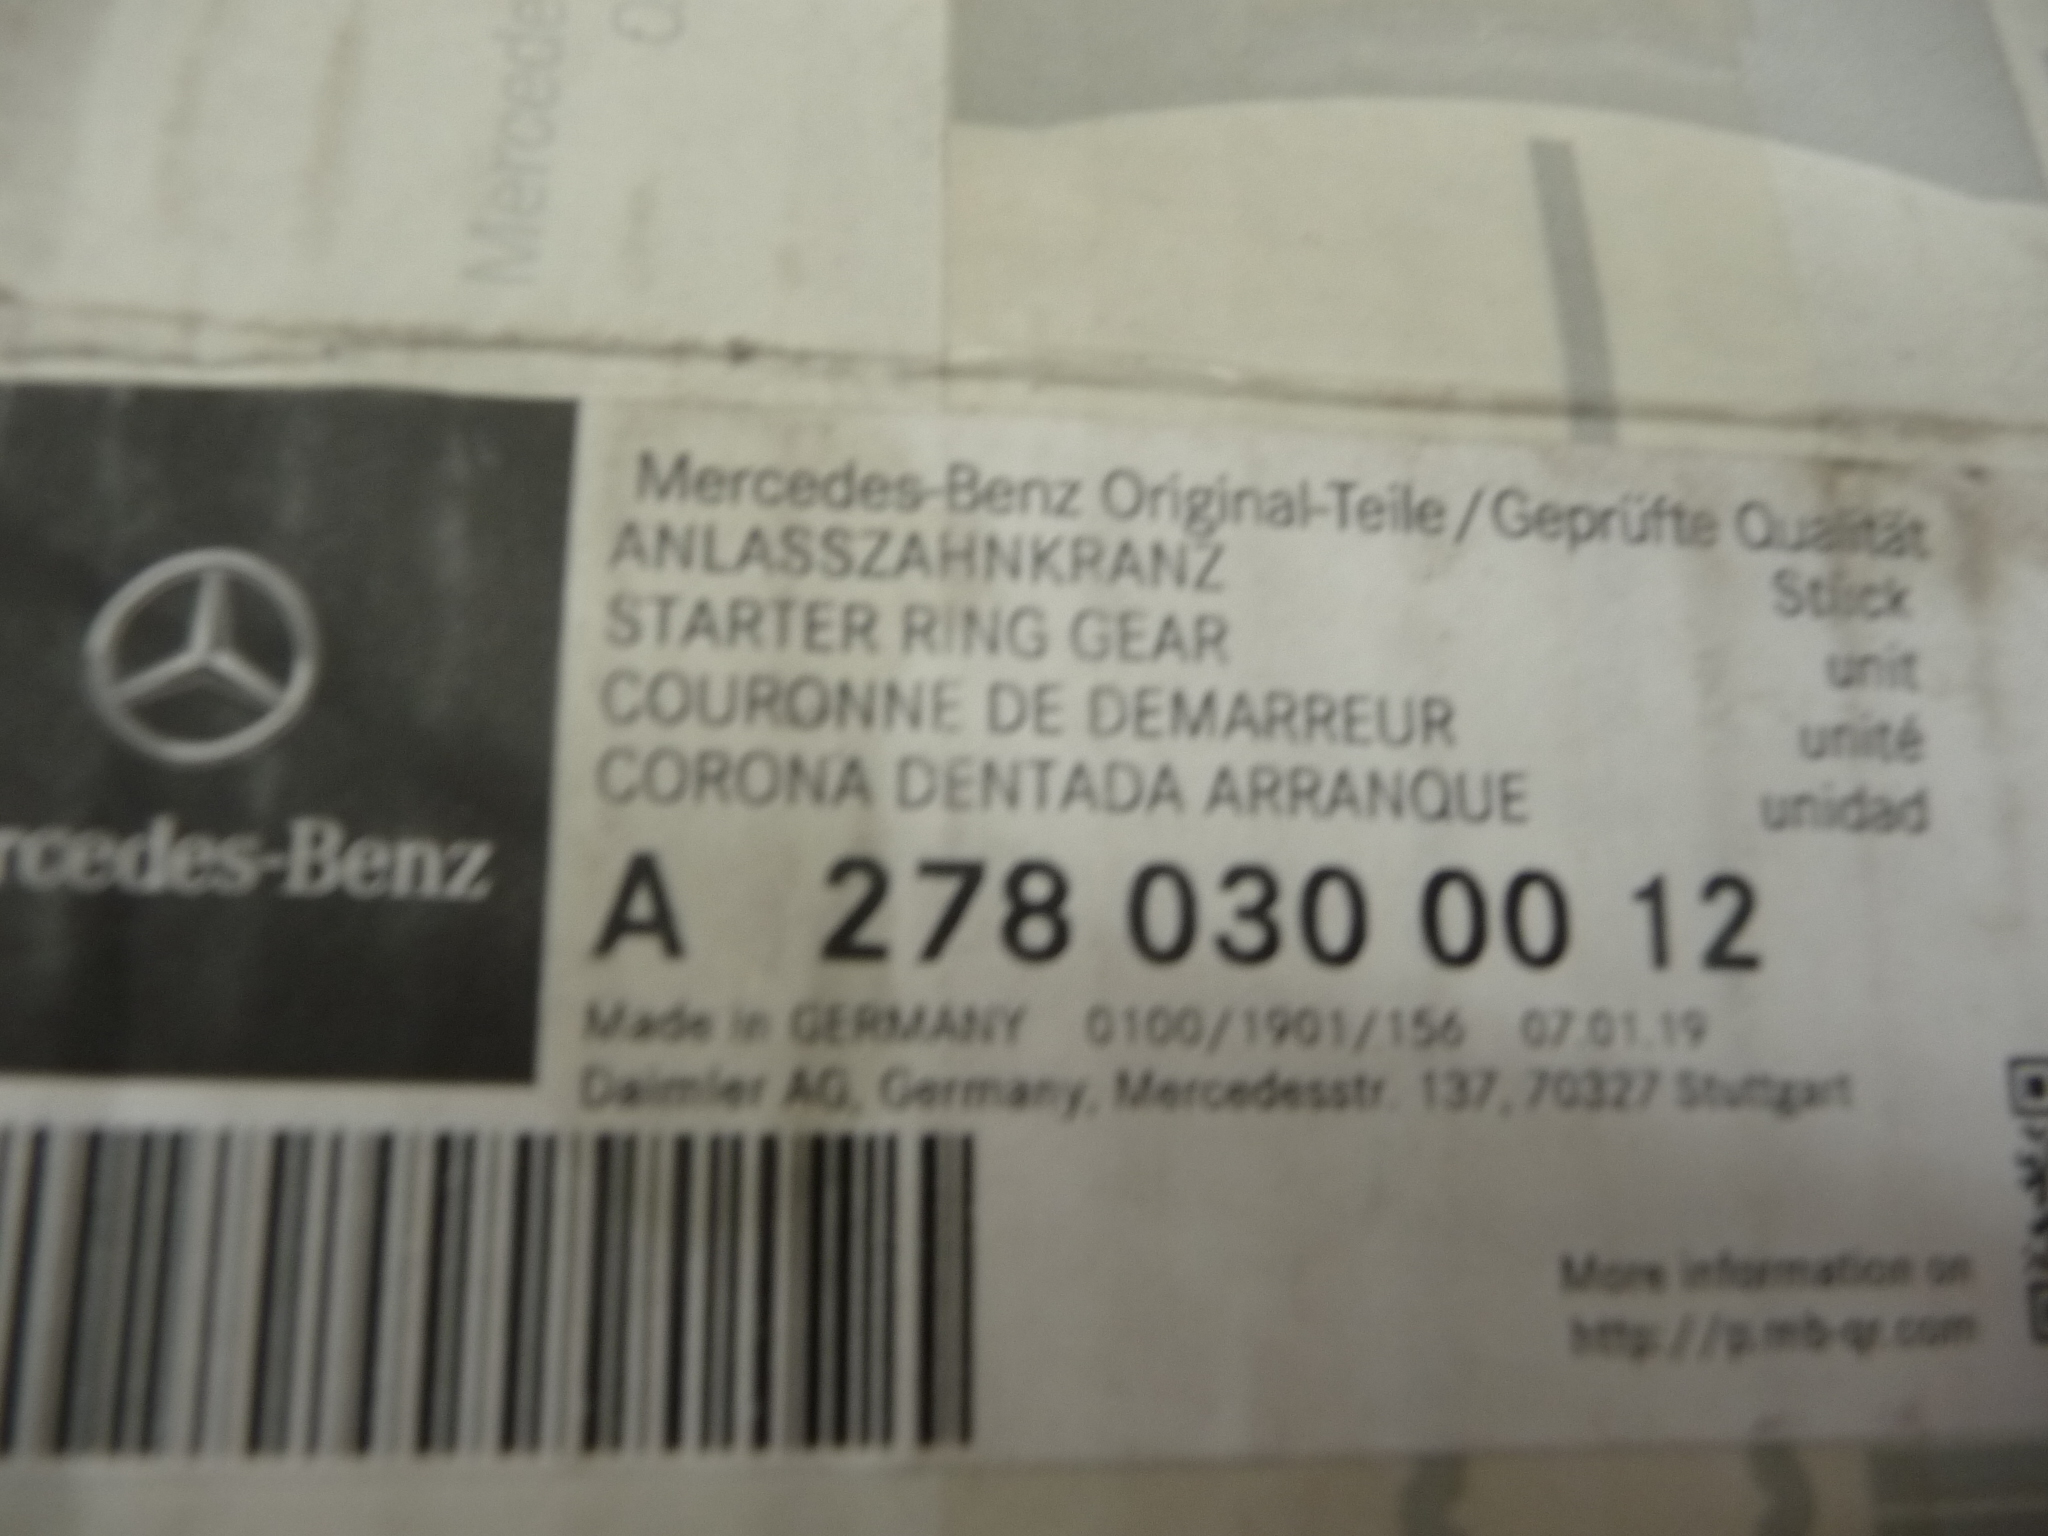 Mercedes
Mercedes-Benz Original-Teile/Geprüfte Qualität
ANLASSZAHNKRANZ Stück
STARTER RING GEAR unit
COURONNE DE DEMARREUR unité
CORONA DENTADA ARRANQUE unidad
rcedes-Benz
A 278 030 00 12
Made in GERMANY 0100/1901/156 07.01.19
Daimler AG, Germany, Mercedesstr. 137, 70327 Stuttgart
More information on
http://p.mb-qr.com